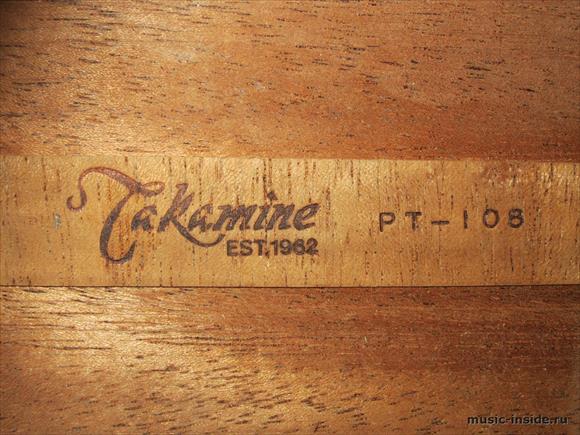 Takamine
EST.1962
PT-108
music-inside.ru